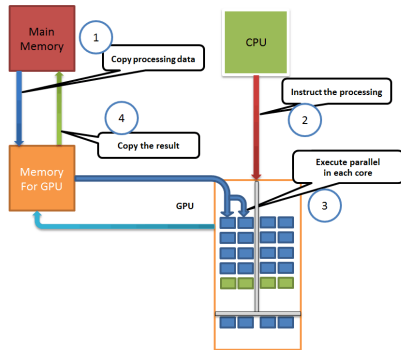 Main
Memory
1
Copy processing data
CPU
Instruct the processing
2
4
Copy the result
Memory
For GPU
Execute parallel
in each core
3
GPU